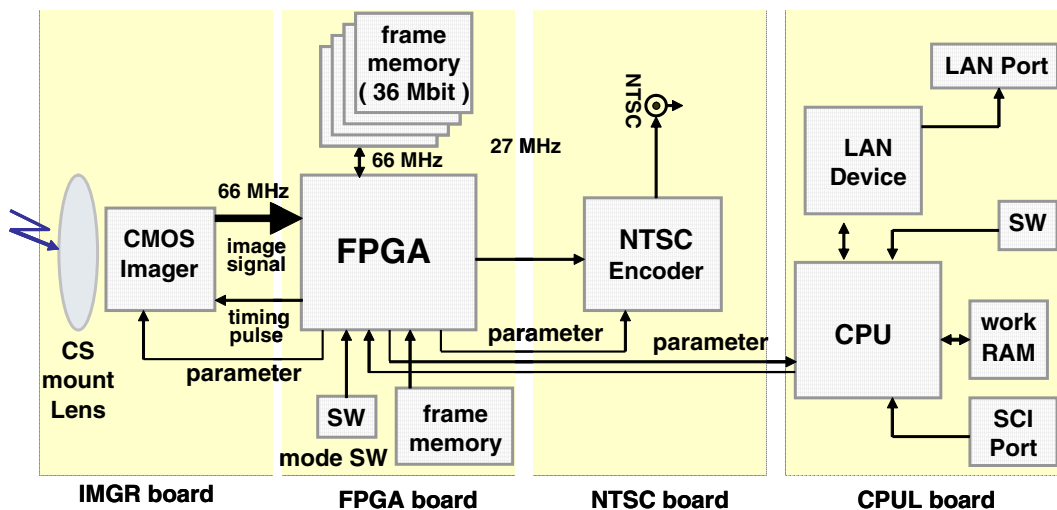 66 MHz
CMOS
Imager
image
signal
timing
pulse
CS
mount
Lens
parameter
IMGR board
frame
memory
( 36 Mbit )
66 MHz
FPGA
SW
mode SW
frame
memory
FPGA board
NTSC
27 MHz
NTSC
Encoder
parameter
NTSC board
LAN Port
LAN
Device
SW
CPU
work
RAM
parameter
SCI
Port
CPUL board